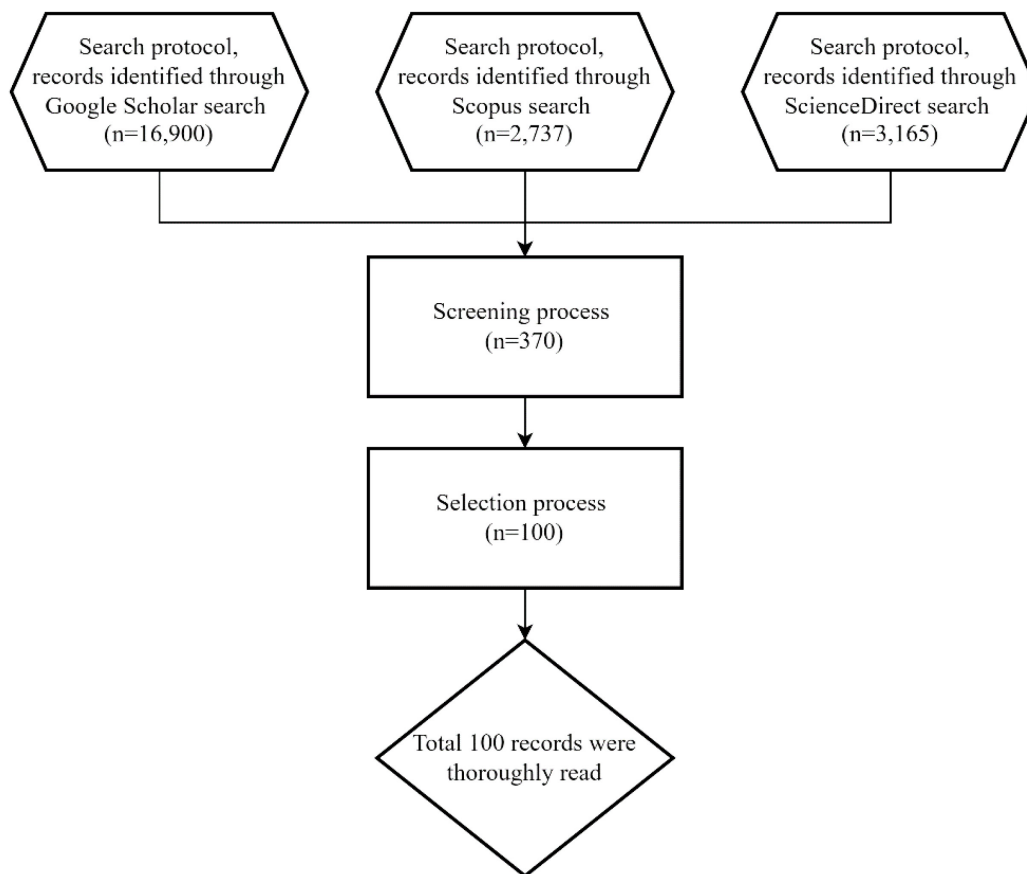 Search protocol,
records identified through
Google Scholar search
(n=16,900)
Search protocol,
records identified through
Scopus search
(n=2,737)
Search protocol,
records identified through
ScienceDirect search
(n=3,165)
Screening process
(n=370)
Selection process
(n=100)
Total 100 records were
thoroughly read